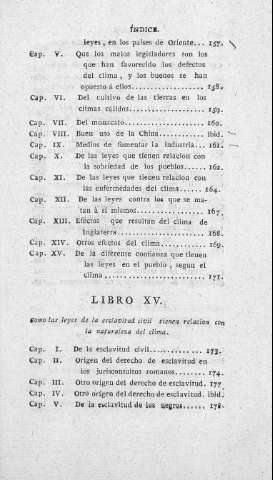 ÍNDICE.
leyes, en los países de Oriente... 157.
Cap. V. Que los malos legisladores son los
que han favorecido los defectos
del clima, y los buenos se han
opuesto á ellos.................. 158.
Cap. VI. Del cultivo de las tierras en los
climas cálidos.................. 159.
Cap. VII. Del monacato.................. 160.
Cap. VIII. Buen uso de la China............ ibid.
Cap. IX. Medios de fomentar la industria... 161.
Cap. X. De las leyes que tienen relacion con
la sobriedad de los pueblos...... 162.
Cap. XI. De las leyes que tienen relacion con
las enfermedades del clima...... 164.
Cap. XII. De las leyes contra los que se ma-
tan á sí mismos.................. 167.
Cap. XIII. Efectos que resultan del clima de
Inglaterra........................ 168.
Cap. XIV. Otros efectos del clima............ 169.
Cap. XV. De la diferente confianza que tienen
las leyes en el pueblo, segun el
clima.............................. 171.
LIBRO XV.
Como las leyes de la esclavitud civil tienen relacion con
la naturaleza del clima.
Cap. I. De la esclavitud civil............ 173.
Cap. II. Orígen del derecho de esclavitud en
los jurisconsultos romanos......... 174.
Cap. III. Otro orígen del derecho de esclavitud. 177.
Cap. IV. Otro orígen del derecho de esclavitud. ibid.
Cap. V. De la esclavitud de los negros...... 178.